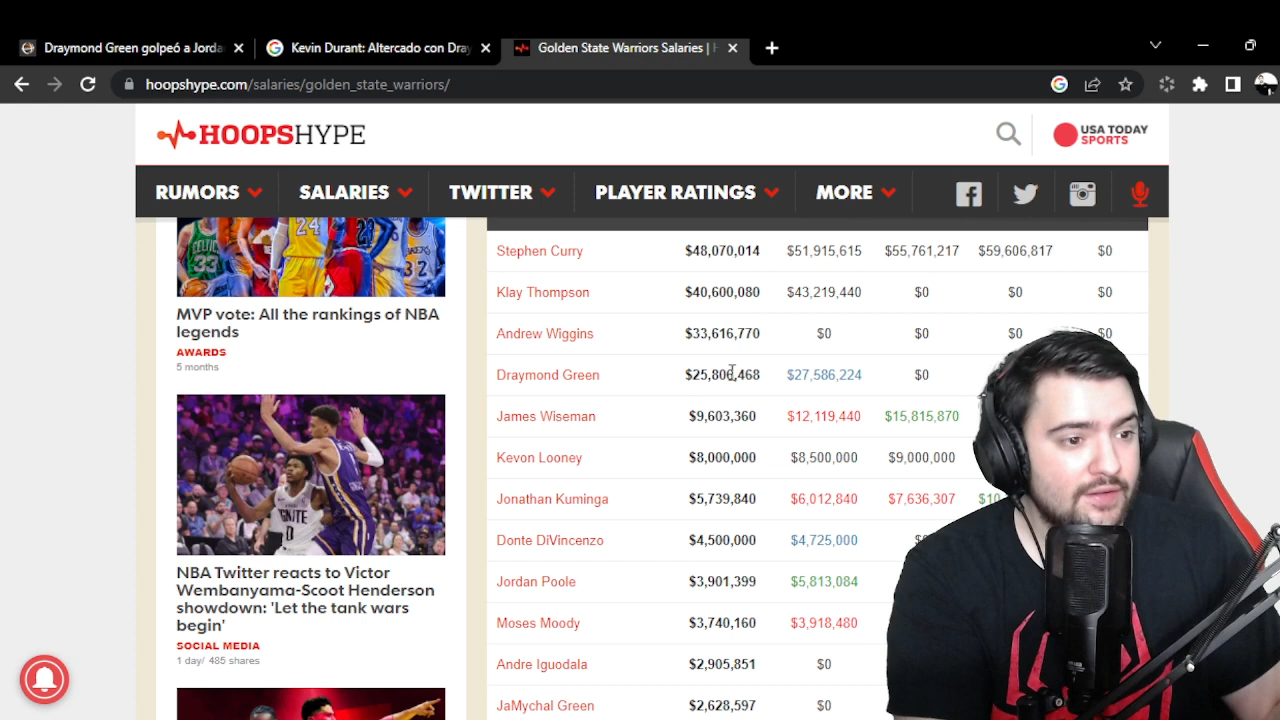 Draymond Green golpeó a Jorda
Kevin Durant: Altercado con Dray
Golden State Warriors Salaries | H
hoopshype.com/salaries/golden_state_warriors/
HOOPSHYPE
USA TODAY
SPORTS
RUMORS
SALARIES
TWITTER
PLAYER RATINGS
MORE
MVP vote: All the rankings of NBA
legends
AWARDS
5 months
NBA Twitter reacts to Victor
Wembanyama-Scoot Henderson
showdown: 'Let the tank wars
begin'
SOCIAL MEDIA
1 day/ 485 shares
Stephen Curry $48,070,014 $51,915,615 $55,761,217 $59,606,817 $0
Klay Thompson $40,600,080 $43,219,440 $0 $0 $0
Andrew Wiggins $33,616,770 $0 $0 $0 $0
Draymond Green $25,806,468 $27,586,224 $0
James Wiseman $9,603,360 $12,119,440 $15,815,870
Kevon Looney $8,000,000 $8,500,000 $9,000,000
Jonathan Kuminga $5,739,840 $6,012,840 $7,636,307 $10
Donte DiVincenzo $4,500,000 $4,725,000
Jordan Poole $3,901,399 $5,813,084
Moses Moody $3,740,160 $3,918,480
Andre Iguodala $2,905,851 $0
JaMychal Green $2,628,597 $0